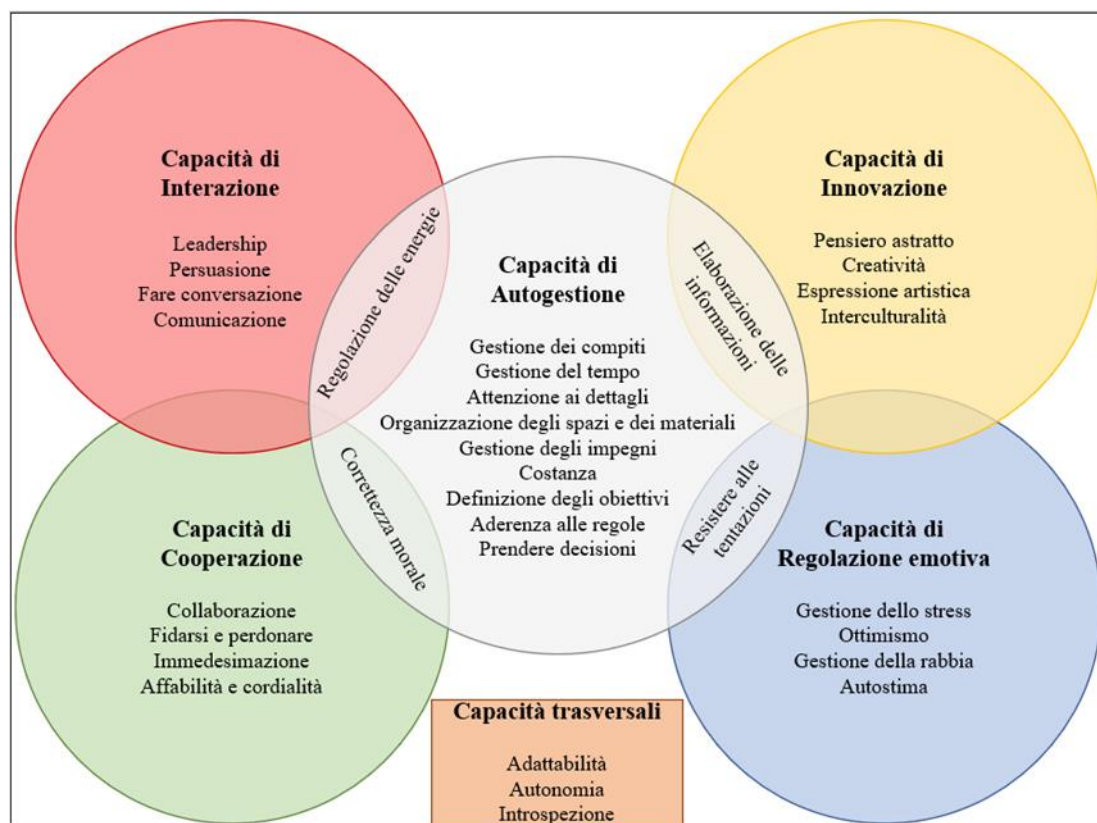 Capacità di
Interazione
Leadership
Persuasione
Fare conversazione
Comunicazione
Regolazione delle energie
Capacità di
Autogestione
Gestione dei compiti
Gestione del tempo
Attenzione ai dettagli
Organizzazione degli spazi e dei materiali
Gestione degli impegni
Costanza
Definizione degli obiettivi
Aderenza alle regole
Prendere decisioni
Elaborazione delle
informazioni
Capacità di
Innovazione
Pensiero astratto
Creatività
Espressione artistica
Interculturalità
Capacità di
Cooperazione
Collaborazione
Fidarsi e perdonare
Immedesimazione
Affabilità e cordialità
Correttezza morale
Resistere alle
tentazioni
Capacità di
Regolazione emotiva
Gestione dello stress
Ottimismo
Gestione della rabbia
Autostima
Capacità trasversali
Adattabilità
Autonomia
Introspezione